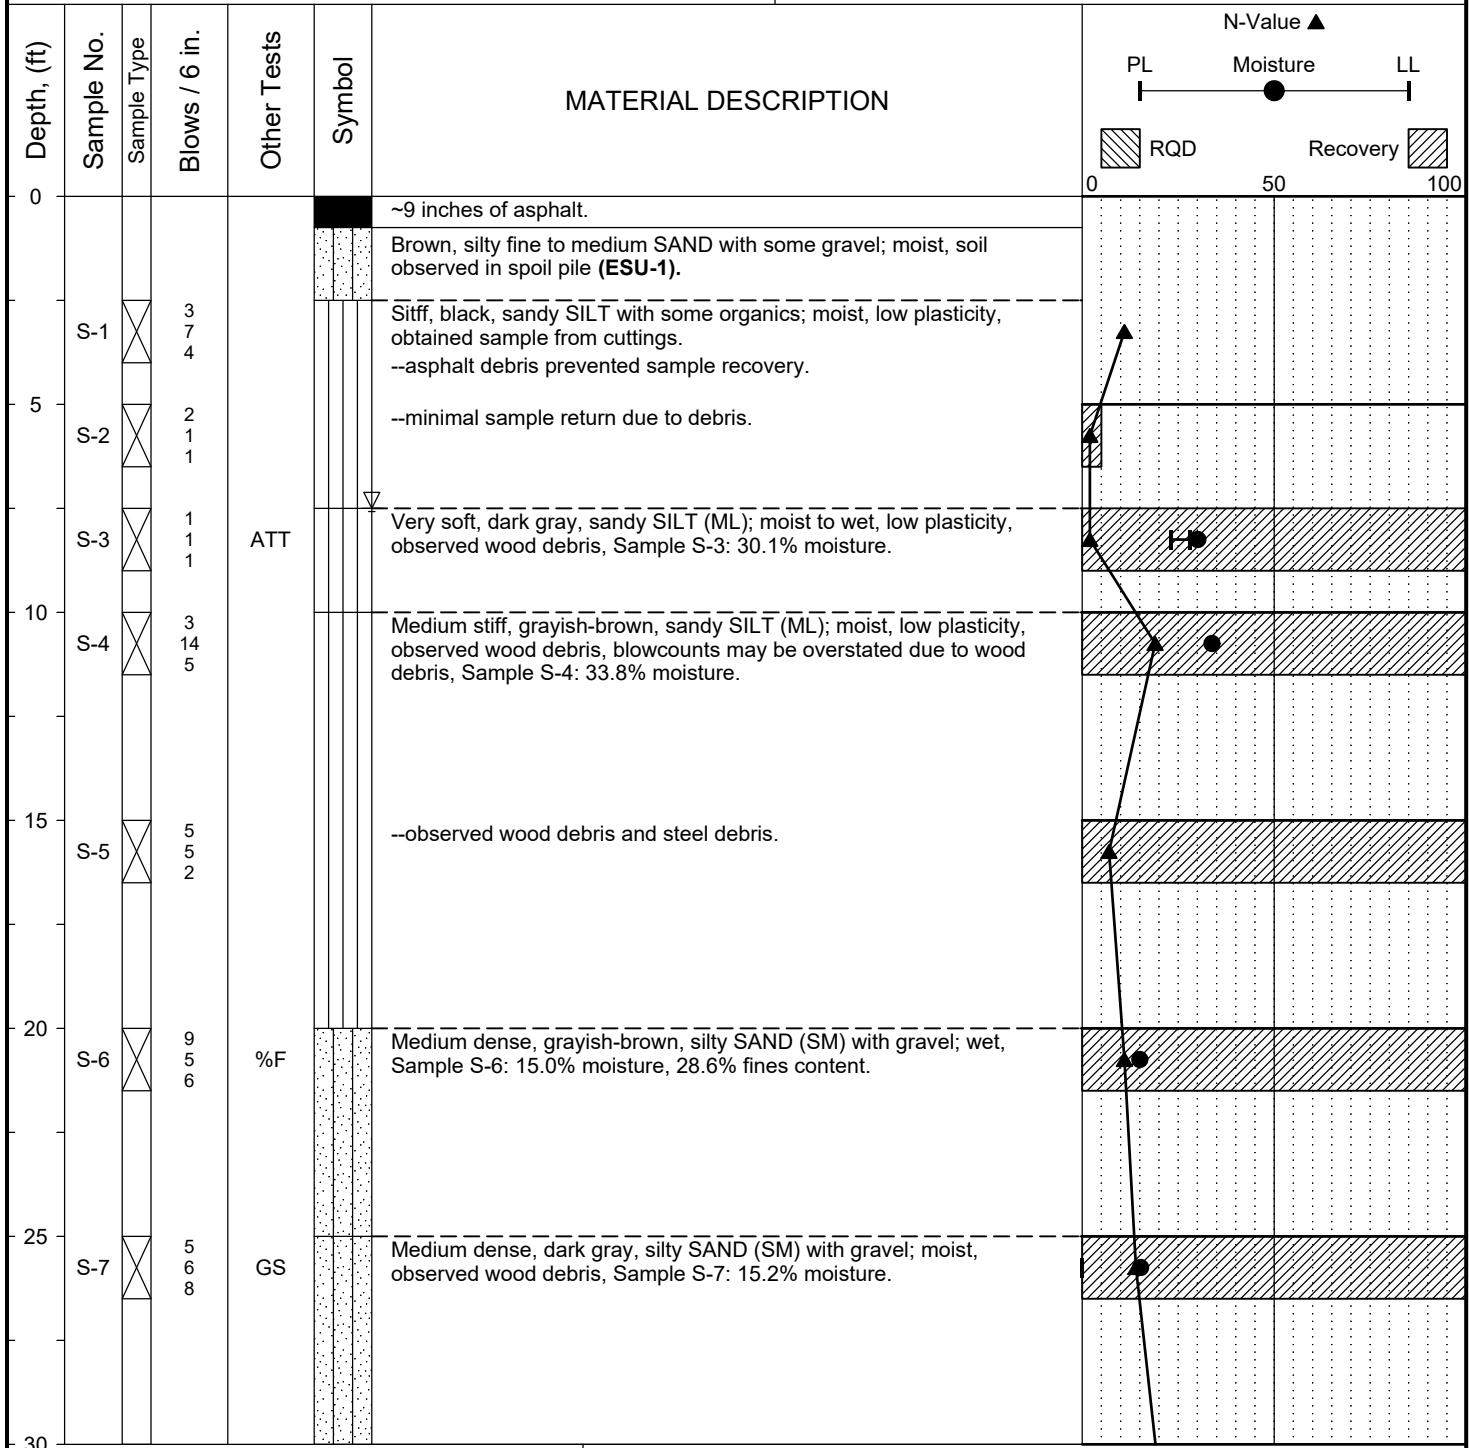 Depth, (ft)
Sample No.
Sample Type
Blows / 6 in.
Other Tests
Symbol
MATERIAL DESCRIPTION
N-Value ▲
PL Moisture LL
RQD Recovery
0 50 100
0
~9 inches of asphalt.
Brown, silty fine to medium SAND with some gravel; moist, soil
observed in spoil pile (ESU-1).
S-1
3
7
4
Sitff, black, sandy SILT with some organics; moist, low plasticity,
obtained sample from cuttings.
--asphalt debris prevented sample recovery.
5
S-2
2
1
1
--minimal sample return due to debris.
S-3
1
1
1
ATT
Very soft, dark gray, sandy SILT (ML); moist to wet, low plasticity,
observed wood debris, Sample S-3: 30.1% moisture.
10
S-4
3
14
5
Medium stiff, grayish-brown, sandy SILT (ML); moist, low plasticity,
observed wood debris, blowcounts may be overstated due to wood
debris, Sample S-4: 33.8% moisture.
15
S-5
5
5
2
--observed wood debris and steel debris.
20
S-6
9
5
6
%F
Medium dense, grayish-brown, silty SAND (SM) with gravel; wet,
Sample S-6: 15.0% moisture, 28.6% fines content.
25
S-7
5
6
8
GS
Medium dense, dark gray, silty SAND (SM) with gravel; moist,
observed wood debris, Sample S-7: 15.2% moisture.
30